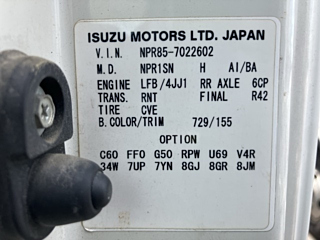 ISUZU MOTORS LTD. JAPAN
V.I.N. NPR85-7022602
M.D. NPR1SN H AI/BA
ENGINE LFB/4JJ1 RR AXLE 6CP
TRANS. RNT FINAL R42
TIRE CVE
B.COLOR/TRIM 729/155
OPTION
C60 FF0 G50 RPW U69 V4R
34W 7UP 7YN 8GJ 8GR 8JM